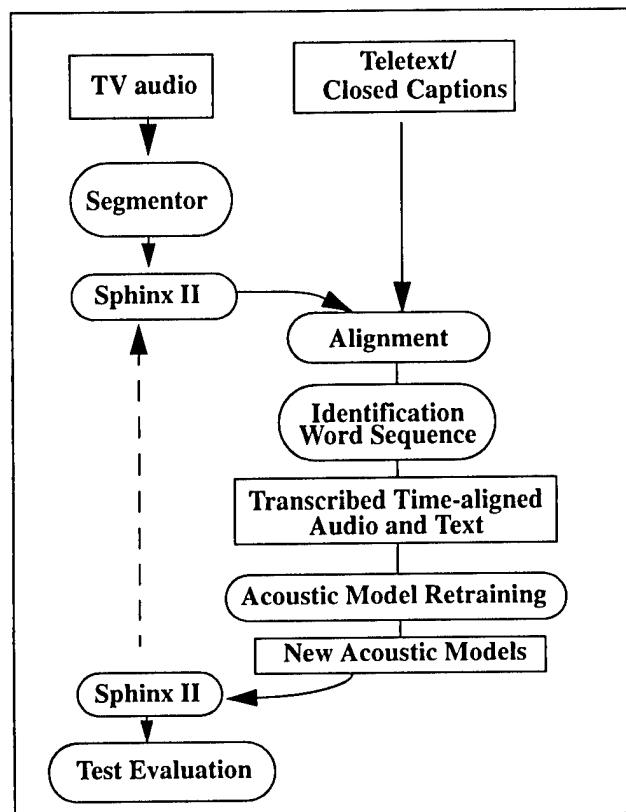 TV audio
Teletext/
Closed Captions
Segmentor
Sphinx II
Alignment
Identification
Word Sequence
Transcribed Time-aligned
Audio and Text
Acoustic Model Retraining
New Acoustic Models
Sphinx II
Test Evaluation